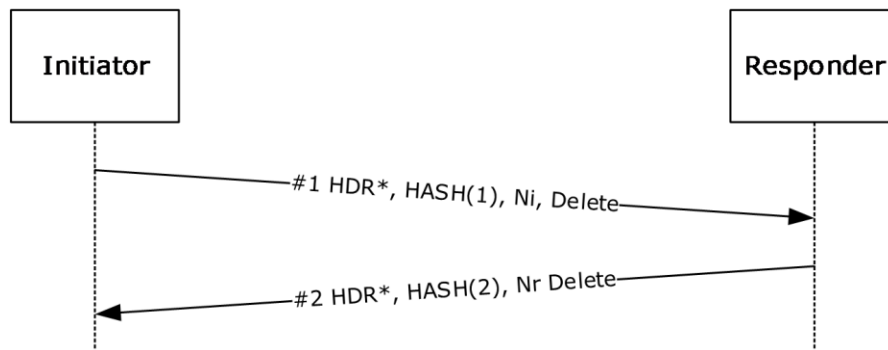 Initiator
Responder
#1 HDR*, HASH(1), Ni, Delete
#2 HDR*, HASH(2), Nr Delete